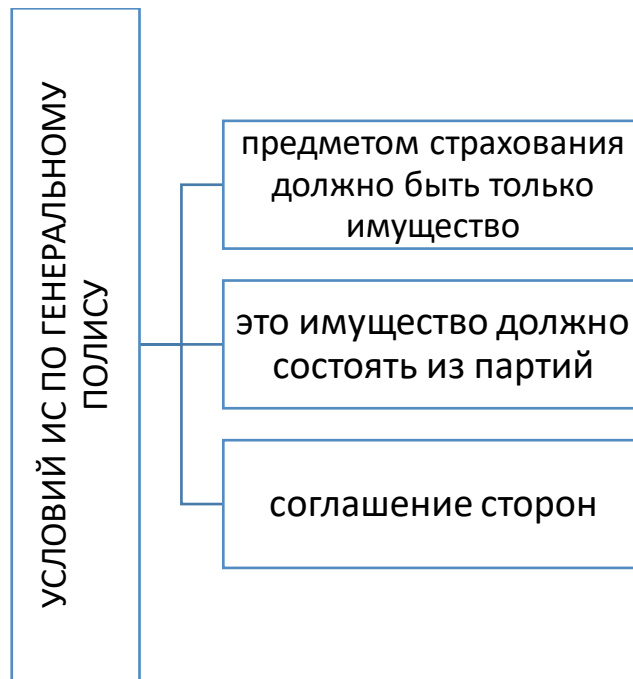 УСЛОВИЙ ИС ПО ГЕНЕРАЛЬНОМУ
ПОЛИСУ
предметом страхования
должно быть только
имущество
это имущество должно
состоять из партий
соглашение сторон